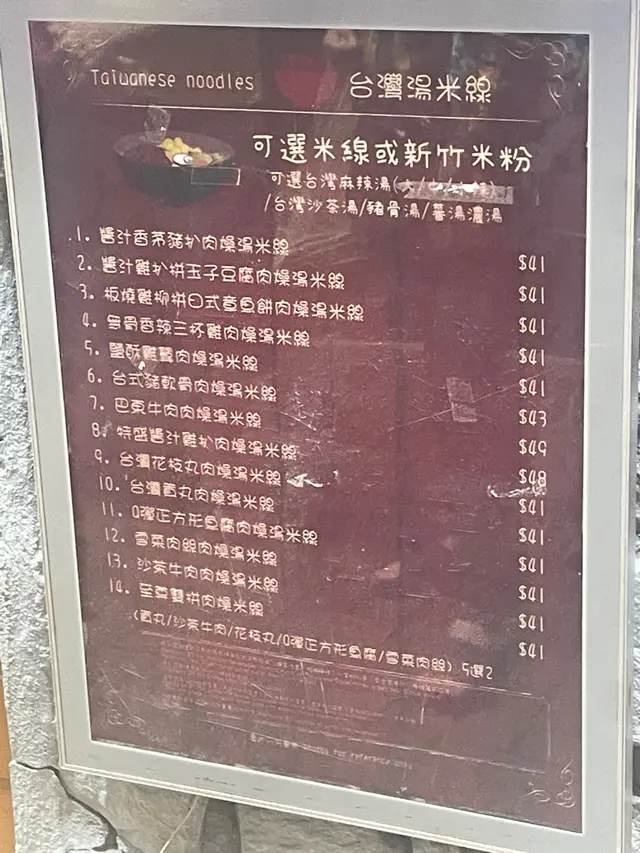 Taiwanese noodles 台灣湯米線
可選米線或新竹米粉
可選台灣麻辣湯
/台灣沙茶湯/豬骨湯/蕃湯濃湯
1. 醬汁香茅豬扒肉燥湯米線 $41
2. 醬汁雞扒拼玉子豆腐肉燥湯米線 $41
3. 板燒雞柳拼日式章魚餅肉燥湯米線 $41
4. 無骨香辣三杯雞肉燥湯米線 $41
5. 鹽酥雞翼肉燥湯米線 $41
6. 台式豬軟骨肉燥湯米線 $43
7. 巴東牛肉肉燥湯米線 $49
8. 特盛醬汁雞扒肉燥湯米線 $48
9. 台灣花枝丸肉燥湯米線 $41
10. 台灣貢丸肉燥湯米線 $41
11. Q彈正方形魚腐肉燥湯米線 $41
12. 雪菜肉絲肉燥湯米線 $41
13. 沙茶牛肉肉燥湯米線 $41
14. 至尊雙拼肉燥米線 $41
(貢丸/沙茶牛肉/花枝丸/Q彈正方形魚腐/雪菜肉絲) 5選2
for reference only